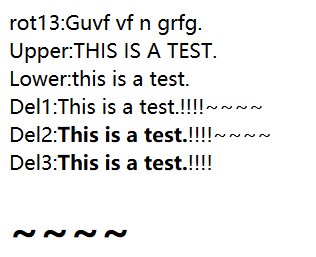 rot13:Guvf vf n grfg.
Upper:THIS IS A TEST.
Lower:this is a test.
Del1:This is a test.!!!!~~~~
Del2:This is a test.!!!!~~~~
Del3:This is a test.!!!!
~~~~